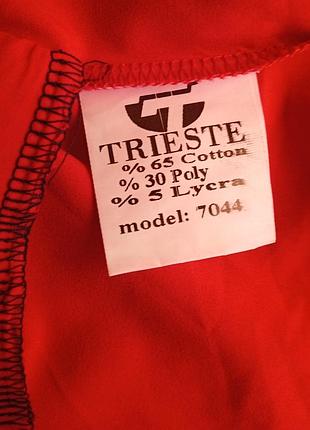 TRIESTE
% 65 Cotton
% 30 Poly
% 5 Lycra
model: 7044